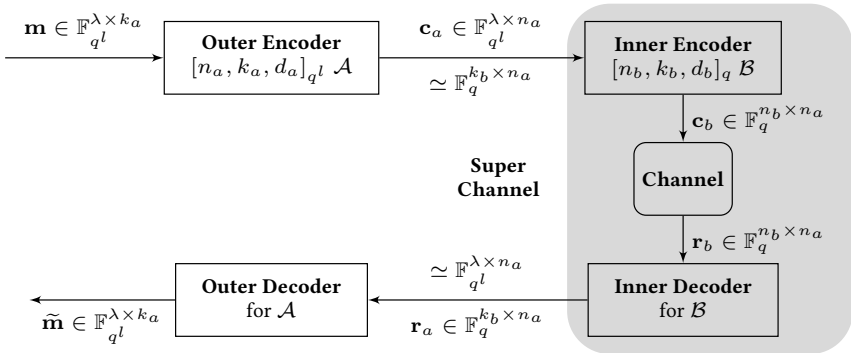 𝐦 ∈ 𝔽_{q^l}^{λ×k_a}
Outer Encoder
[n_a, k_a, d_a]_{q^l} 𝒜
𝐜_a ∈ 𝔽_{q^l}^{λ×n_a}
≃ 𝔽_q^{k_b×n_a}
Inner Encoder
[n_b, k_b, d_b]_q ℬ
𝐜_b ∈ 𝔽_q^{n_b×n_a}
Super
Channel
Channel
𝐫_b ∈ 𝔽_q^{n_b×n_a}
Inner Decoder
for ℬ
≃ 𝔽_{q^l}^{λ×n_a}
𝐫_a ∈ 𝔽_q^{k_b×n_a}
Outer Decoder
for 𝒜
𝐦̃ ∈ 𝔽_{q^l}^{λ×k_a}